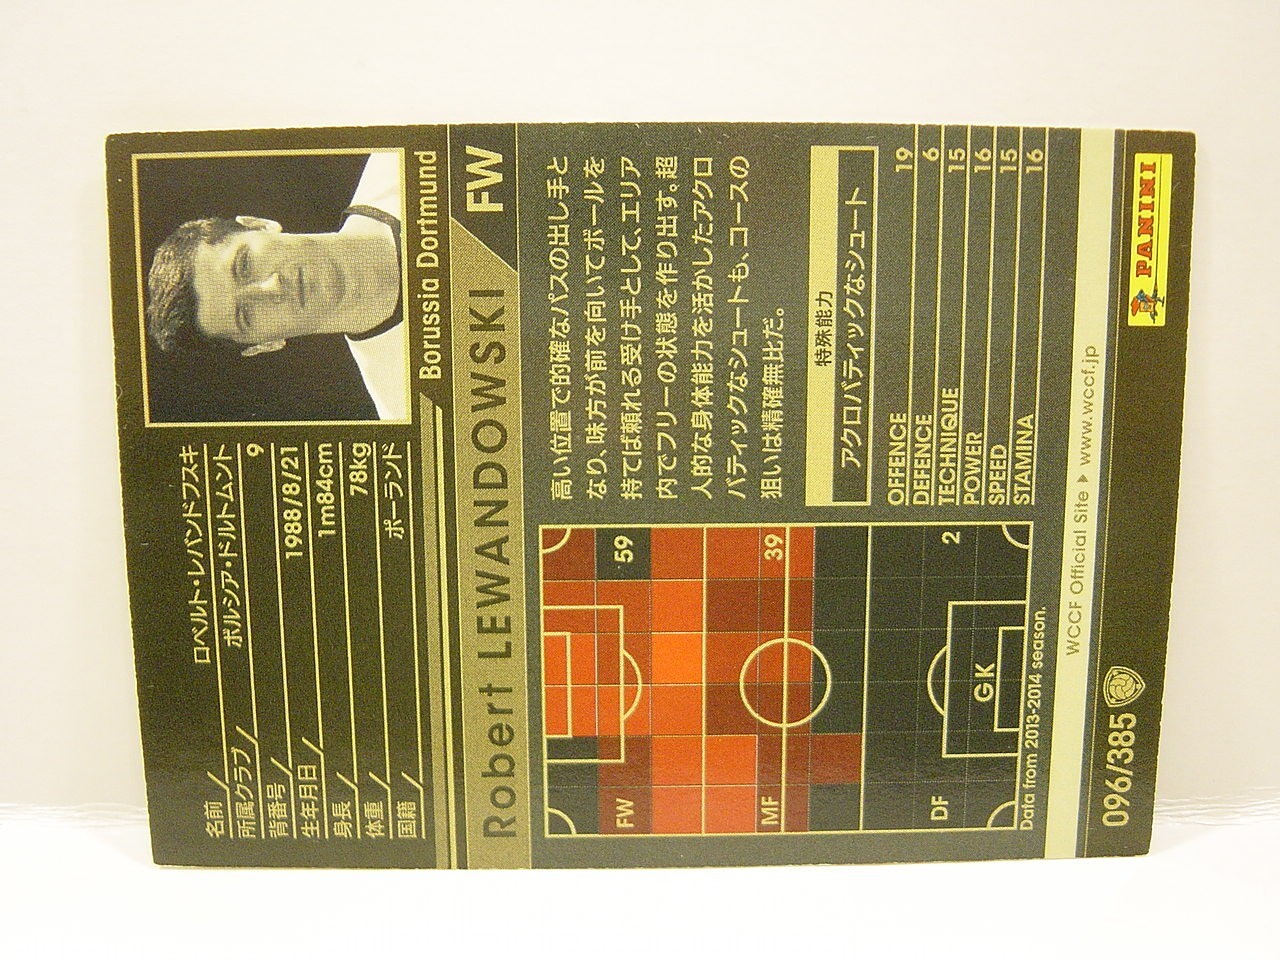 名前 ロベルト・レバンドフスキ
所属クラブ ボルシア・ドルトムント
背番号 9
生年月日 1988/8/21
身長 1m84cm
体重 78kg
国籍 ポーランド
Borussia Dortmund
Robert LEWANDOWSKI FW
FW 59
MF 39
DF 2
GK
Data from 2013-2014 season.
高い位置で的確なパスの出し手と
なり、味方が前を向いてボールを
持てば頼れる受け手として、エリア
内でフリーの状態を作り出す。超
人的な身体能力を活かしたアクロ
バティックなシュートも、コースの
狙いは精確無比だ。
特殊能力
アクロバティックなシュート
OFFENCE 19
DEFENCE 6
TECHNIQUE 15
POWER 16
SPEED 15
STAMINA 16
WCCF Official Site ▶ www.wccf.jp
096/385
PANINI